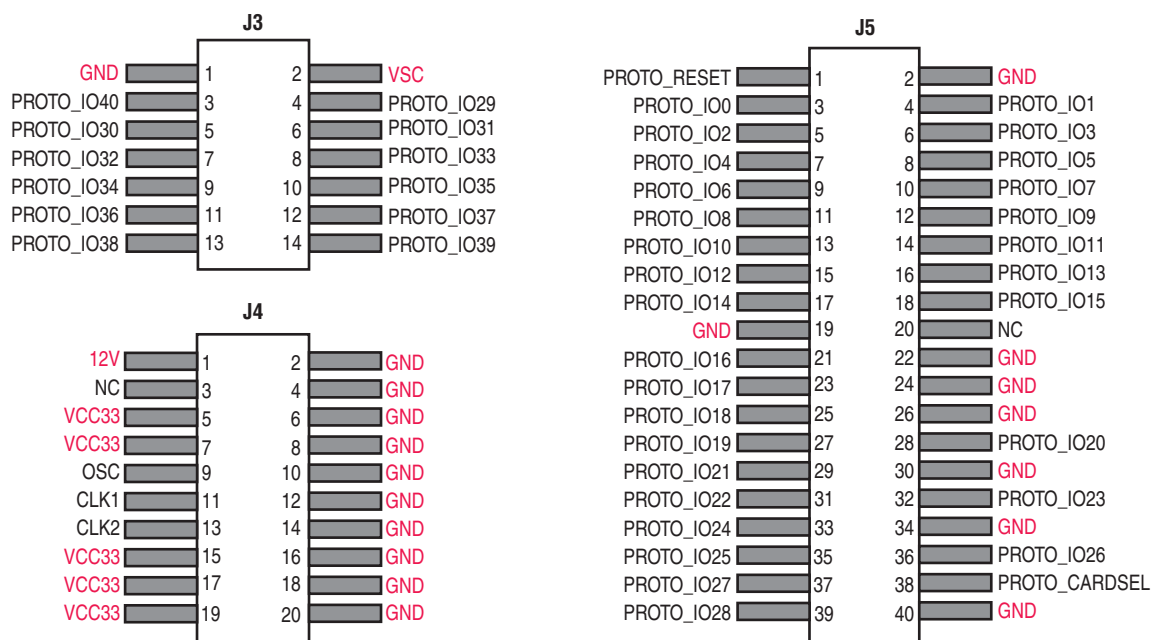 J3
GND 1 2 VSC
PROTO_IO40 3 4 PROTO_IO29
PROTO_IO30 5 6 PROTO_IO31
PROTO_IO32 7 8 PROTO_IO33
PROTO_IO34 9 10 PROTO_IO35
PROTO_IO36 11 12 PROTO_IO37
PROTO_IO38 13 14 PROTO_IO39
J4
12V 1 2 GND
NC 3 4 GND
VCC33 5 6 GND
VCC33 7 8 GND
OSC 9 10 GND
CLK1 11 12 GND
CLK2 13 14 GND
VCC33 15 16 GND
VCC33 17 18 GND
VCC33 19 20 GND
J5
PROTO_RESET 1 2 GND
PROTO_IO0 3 4 PROTO_IO1
PROTO_IO2 5 6 PROTO_IO3
PROTO_IO4 7 8 PROTO_IO5
PROTO_IO6 9 10 PROTO_IO7
PROTO_IO8 11 12 PROTO_IO9
PROTO_IO10 13 14 PROTO_IO11
PROTO_IO12 15 16 PROTO_IO13
PROTO_IO14 17 18 PROTO_IO15
GND 19 20 NC
PROTO_IO16 21 22 GND
PROTO_IO17 23 24 GND
PROTO_IO18 25 26 GND
PROTO_IO19 27 28 PROTO_IO20
PROTO_IO21 29 30 GND
PROTO_IO22 31 32 PROTO_IO23
PROTO_IO24 33 34 GND
PROTO_IO25 35 36 PROTO_IO26
PROTO_IO27 37 38 PROTO_CARDSEL
PROTO_IO28 39 40 GND